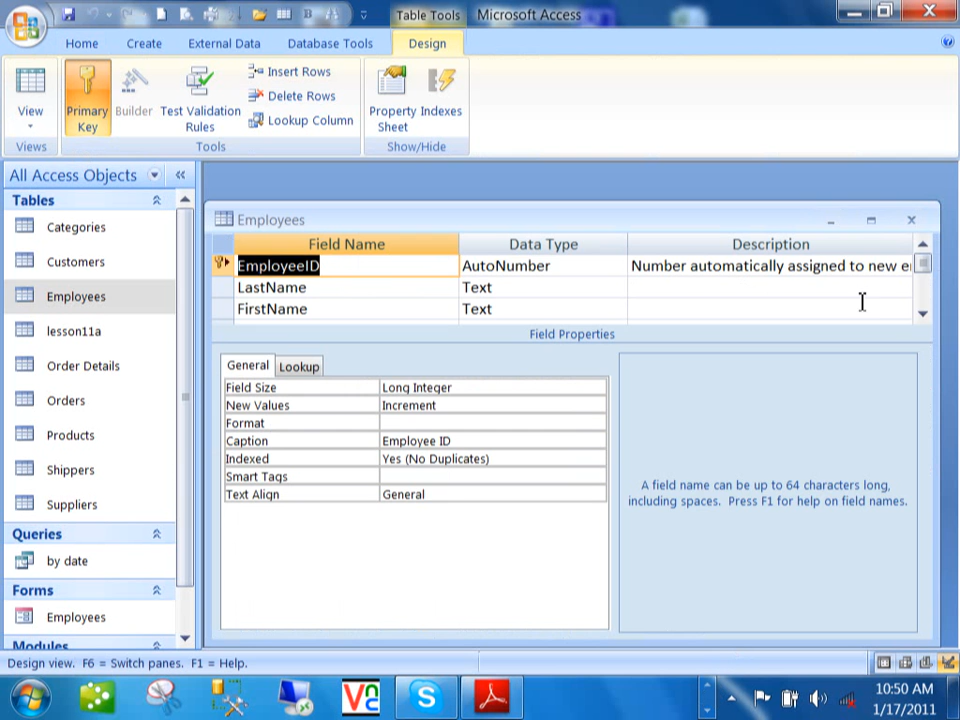 Table Tools
Microsoft Access
Home
Create
External Data
Database Tools
Design
View
Primary
Key
Builder
Test Validation
Rules
Insert Rows
Delete Rows
Lookup Column
Property
Sheet
Indexes
Views
Tools
Show/Hide
All Access Objects
Tables
Categories
Customers
Employees
lesson11a
Order Details
Orders
Products
Shippers
Suppliers
Queries
by date
Forms
Employees
Modules
Employees
Field Name
Data Type
Description
EmployeeID
AutoNumber
Number automatically assigned to new e
LastName
Text
FirstName
Text
Field Properties
General
Lookup
Field Size
Long Integer
New Values
Increment
Format
Caption
Employee ID
Indexed
Yes (No Duplicates)
Smart Tags
Text Align
General
A field name can be up to 64 characters long,
including spaces. Press F1 for help on field names.
Design view. F6 = Switch panes. F1 = Help.
10:50 AM
1/17/2011